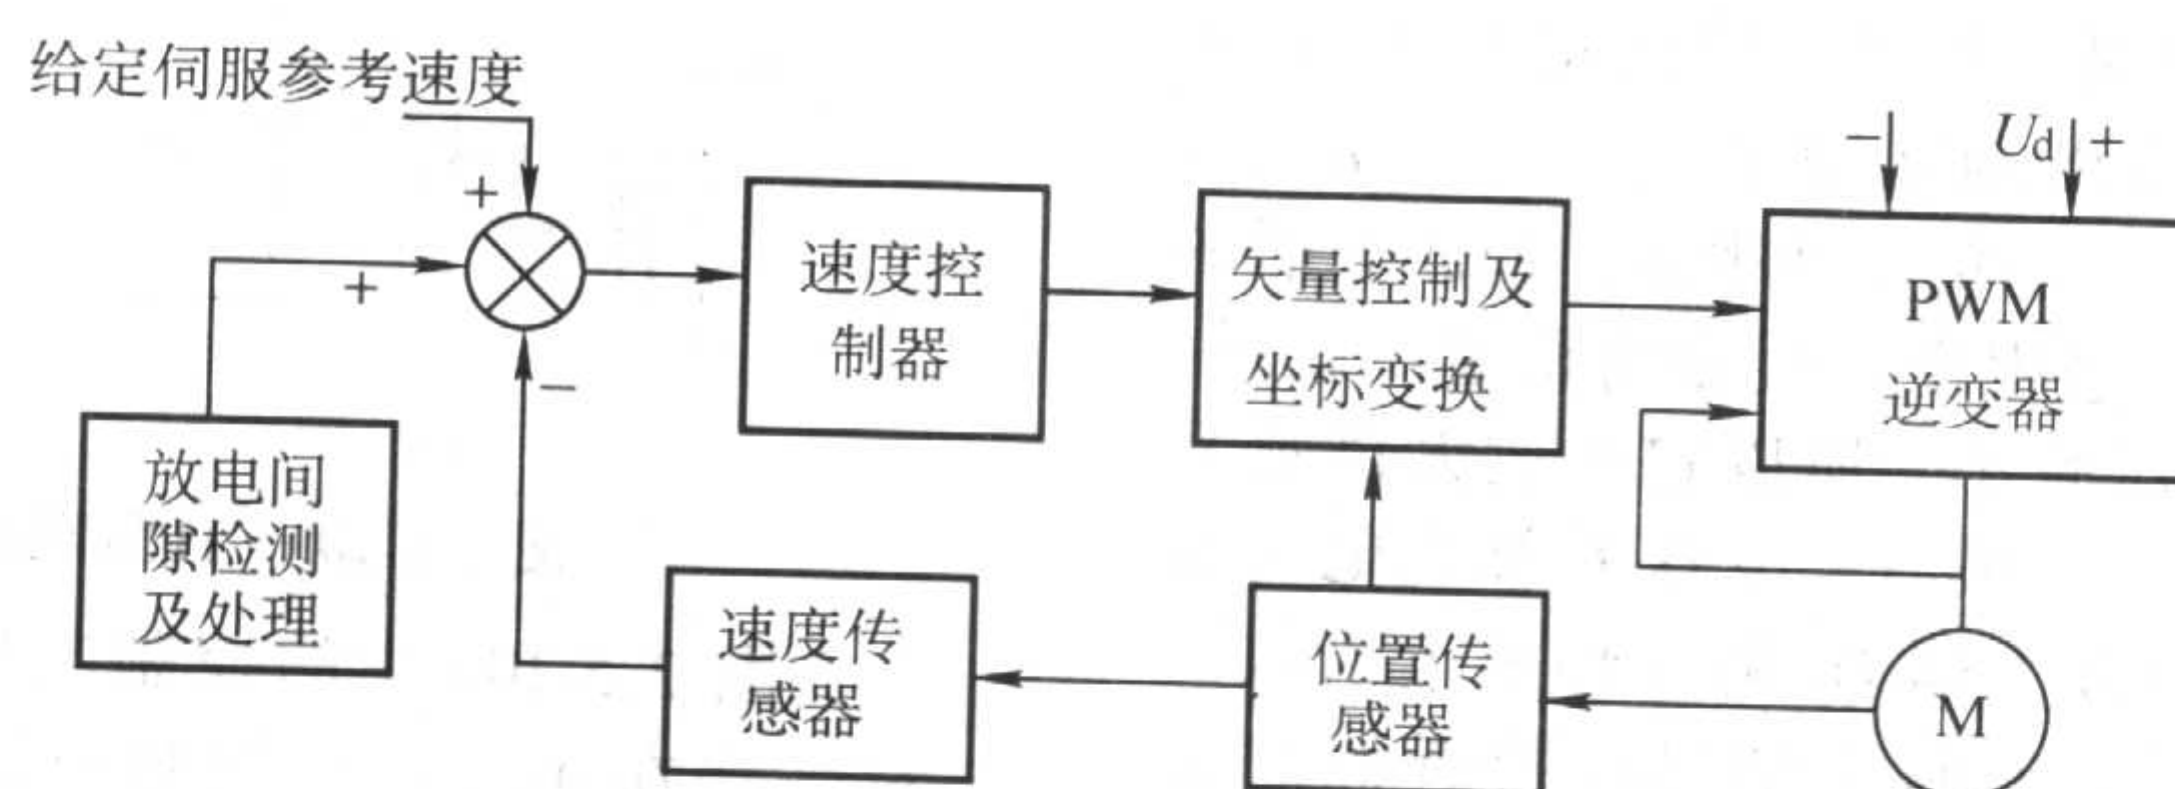 给定伺服参考速度
+
− Ud +
速度控
制器
矢量控制及
坐标变换
PWM
逆变器
+
−
放电间
隙检测
及处理
速度传
感器
位置传
感器
M